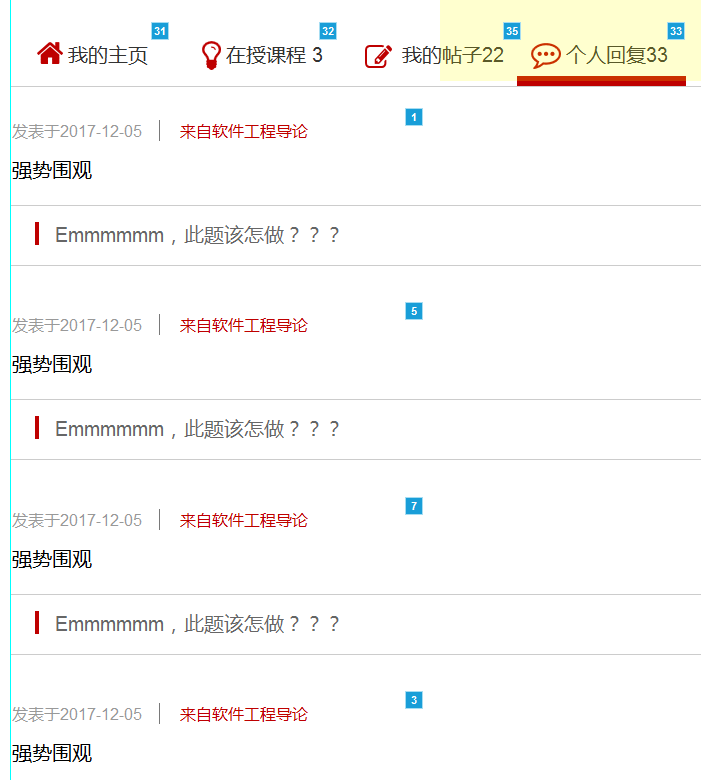 31 32 35 33
我的主页 在授课程 3 我的帖子22 个人回复33
1
发表于2017-12-05 来自软件工程导论
强势围观
Emmmmmm，此题该怎做？？？
5
发表于2017-12-05 来自软件工程导论
强势围观
Emmmmmm，此题该怎做？？？
7
发表于2017-12-05 来自软件工程导论
强势围观
Emmmmmm，此题该怎做？？？
3
发表于2017-12-05 来自软件工程导论
强势围观